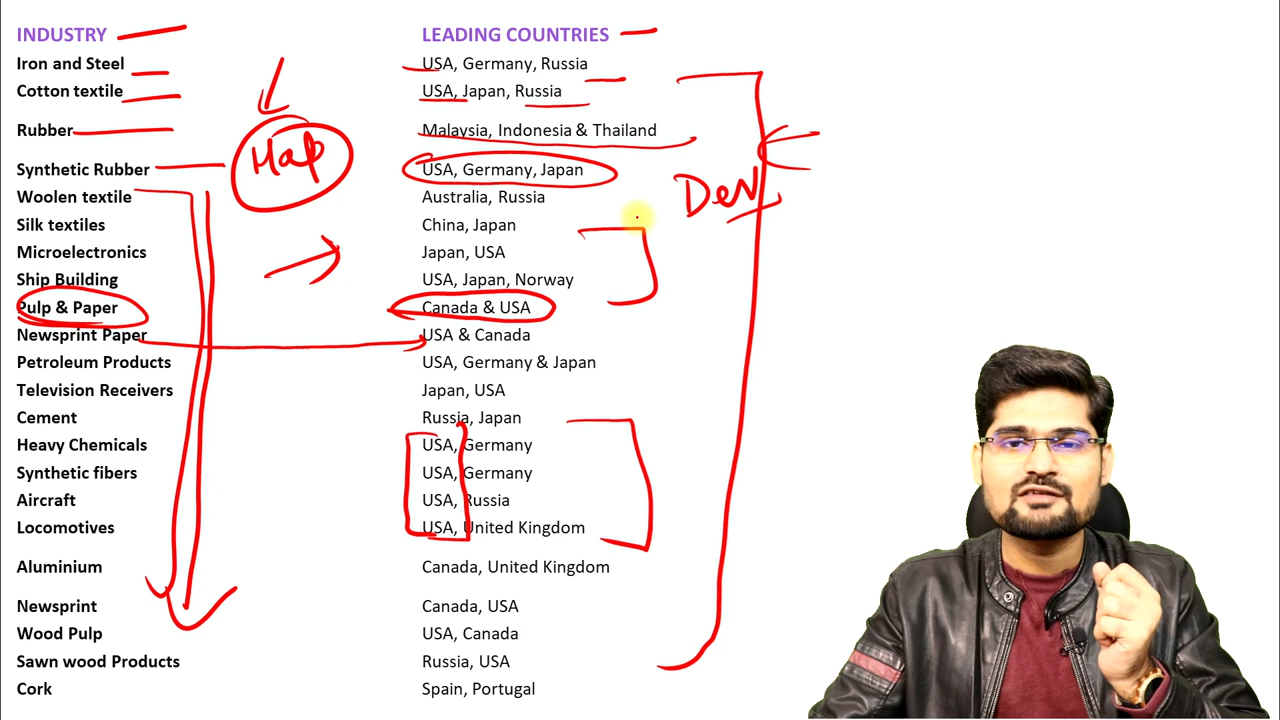 INDUSTRY LEADING COUNTRIES
Iron and Steel USA, Germany, Russia
Cotton textile USA, Japan, Russia
Rubber Malaysia, Indonesia & Thailand
Map
Synthetic Rubber USA, Germany, Japan
Dev
Woolen textile Australia, Russia
Silk textiles China, Japan
Microelectronics Japan, USA
Ship Building USA, Japan, Norway
Pulp & Paper Canada & USA
Newsprint Paper USA & Canada
Petroleum Products USA, Germany & Japan
Television Receivers Japan, USA
Cement Russia, Japan
Heavy Chemicals USA, Germany
Synthetic fibers USA, Germany
Aircraft USA, Russia
Locomotives USA, United Kingdom
Aluminium Canada, United Kingdom
Newsprint Canada, USA
Wood Pulp USA, Canada
Sawn wood Products Russia, USA
Cork Spain, Portugal